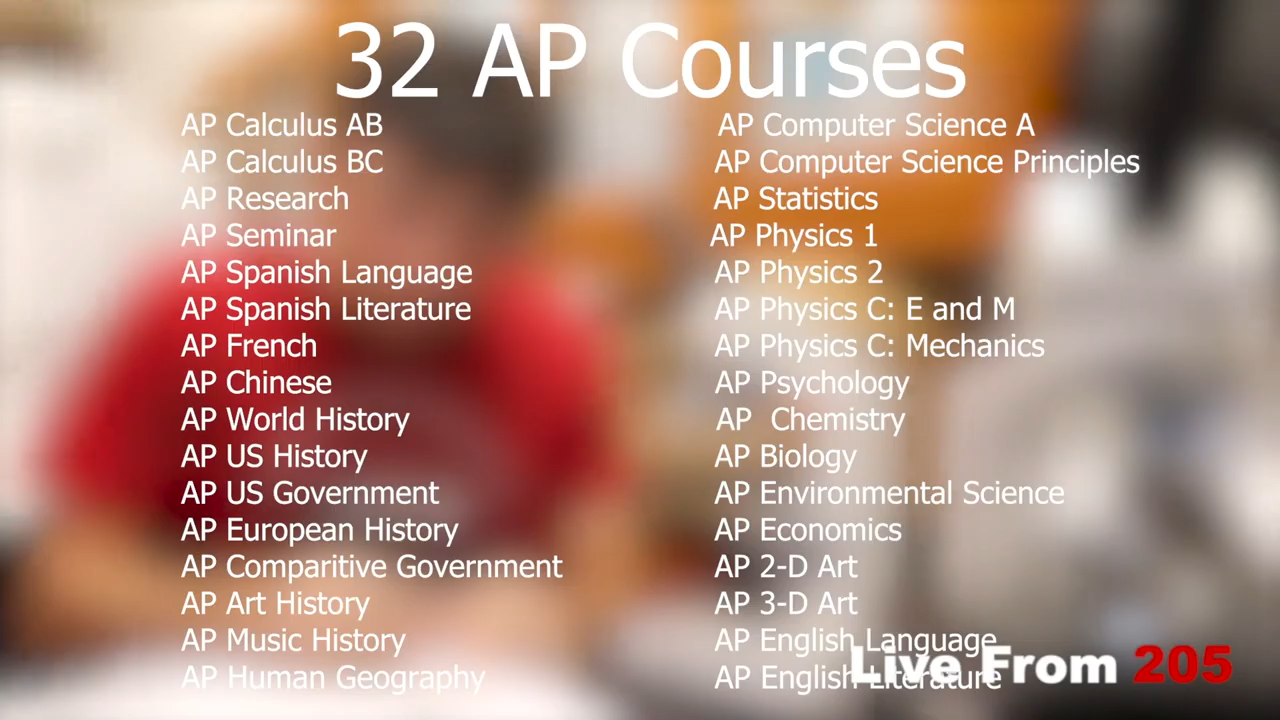 32 AP Courses
AP Calculus AB
AP Calculus BC
AP Research
AP Seminar
AP Spanish Language
AP Spanish Literature
AP French
AP Chinese
AP World History
AP US History
AP US Government
AP European History
AP Comparitive Government
AP Art History
AP Music History
AP Human Geography
AP Computer Science A
AP Computer Science Principles
AP Statistics
AP Physics 1
AP Physics 2
AP Physics C: E and M
AP Physics C: Mechanics
AP Psychology
AP  Chemistry
AP Biology
AP Environmental Science
AP Economics
AP 2-D Art
AP 3-D Art
AP English Language
AP English Literature
Live From 205